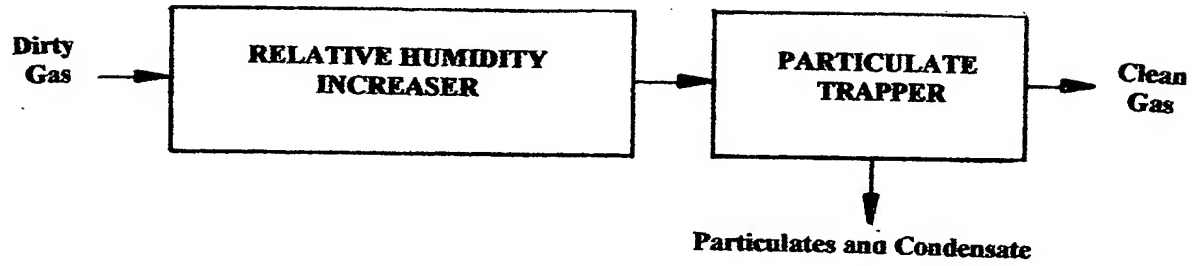 Dirty
Gas
RELATIVE HUMIDITY
INCREASER
PARTICULATE
TRAPPER
Clean
Gas
Particulates and Condensate